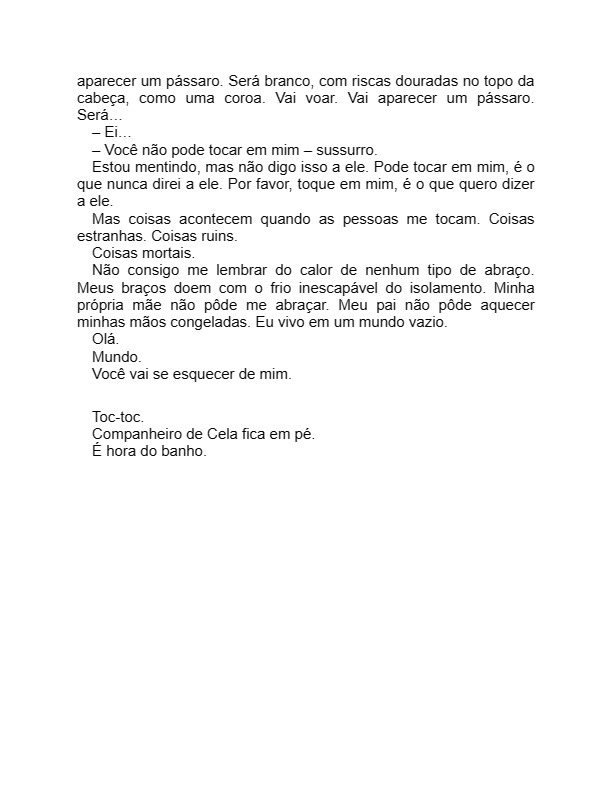 aparecer um pássaro. Será branco, com riscas douradas no topo da
cabeça, como uma coroa. Vai voar. Vai aparecer um pássaro.
Será…
– Ei…
– Você não pode tocar em mim – sussurro.
Estou mentindo, mas não digo isso a ele. Pode tocar em mim, é o
que nunca direi a ele. Por favor, toque em mim, é o que quero dizer
a ele.
Mas coisas acontecem quando as pessoas me tocam. Coisas
estranhas. Coisas ruins.
Coisas mortais.
Não consigo me lembrar do calor de nenhum tipo de abraço.
Meus braços doem com o frio inescapável do isolamento. Minha
própria mãe não pôde me abraçar. Meu pai não pôde aquecer
minhas mãos congeladas. Eu vivo em um mundo vazio.
Olá.
Mundo.
Você vai se esquecer de mim.
Toc-toc.
Companheiro de Cela fica em pé.
É hora do banho.